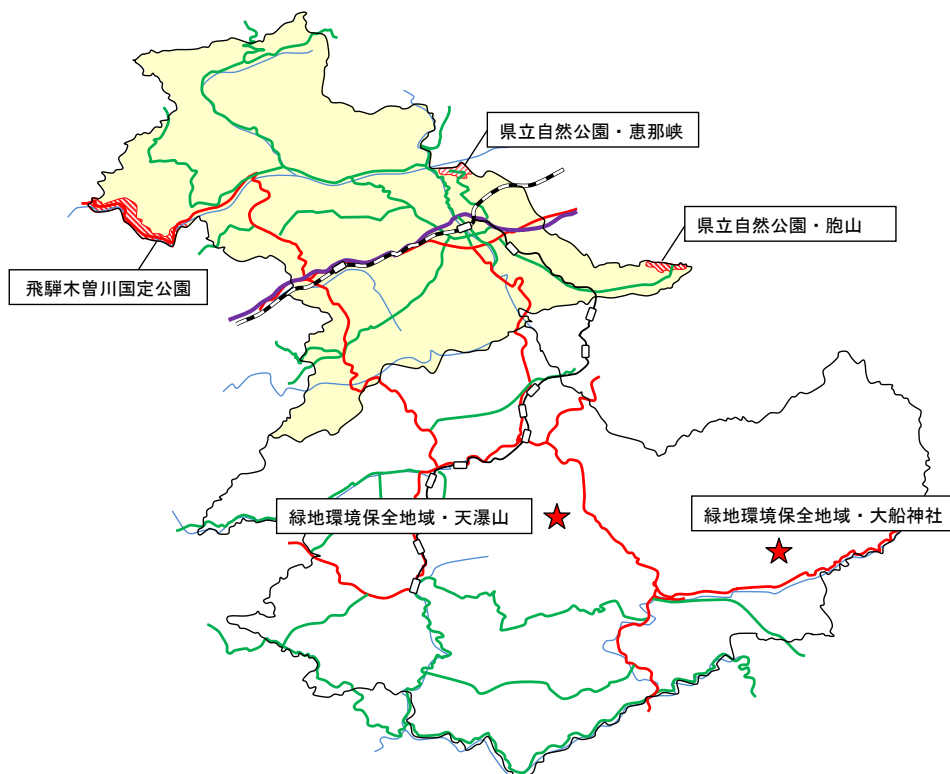 県立自然公園・恵那峡
県立自然公園・胞山
飛騨木曽川国定公園
緑地環境保全地域・天瀑山
緑地環境保全地域・大船神社